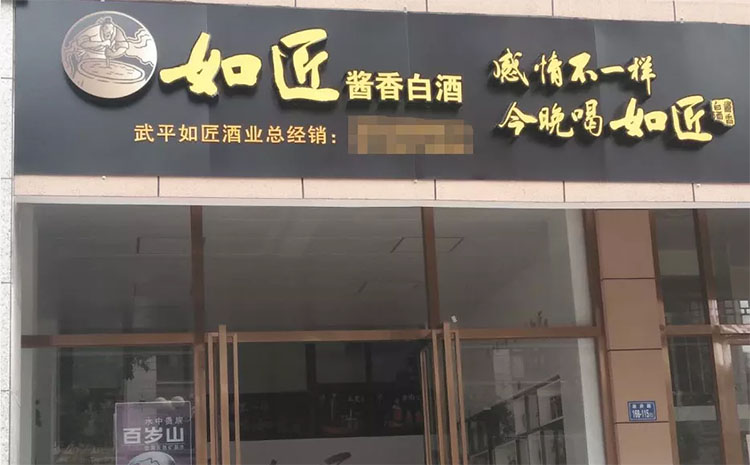 如匠 酱香白酒
武平如匠酒业总经销：
感情不一样
今晚喝 如匠
酱香
白酒
水中贵族
百岁山